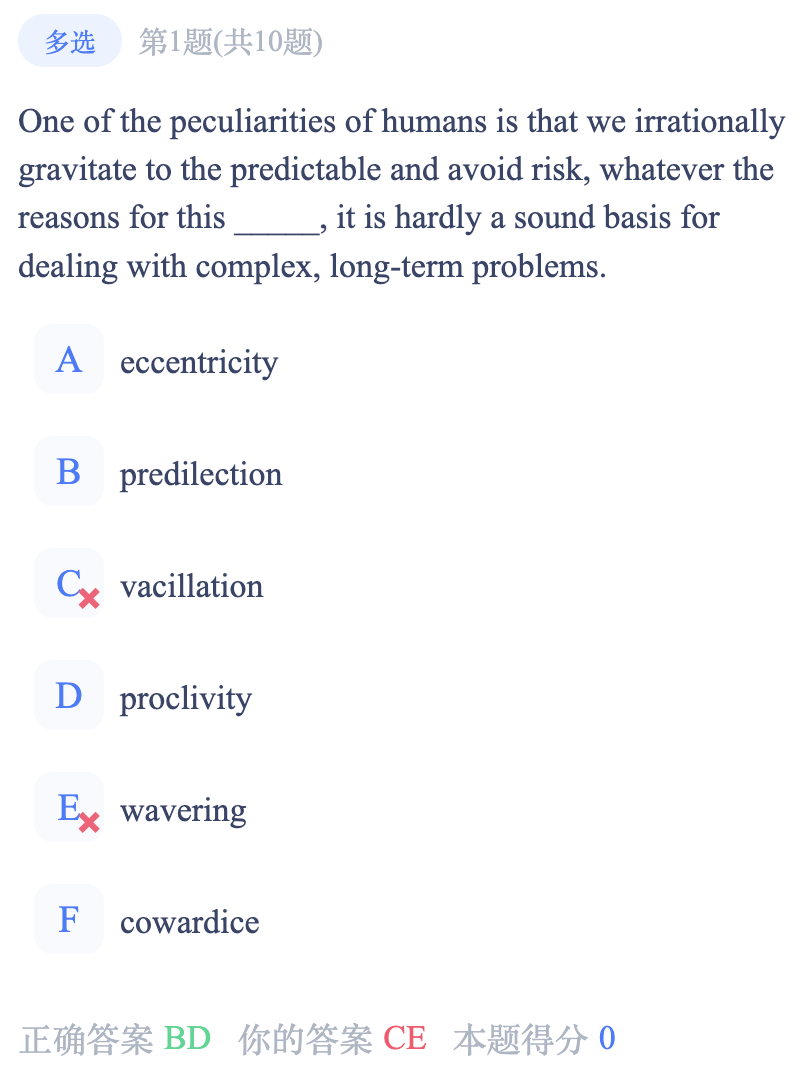 多选 第1题(共10题)
One of the peculiarities of humans is that we irrationally
gravitate to the predictable and avoid risk, whatever the
reasons for this _____, it is hardly a sound basis for
dealing with complex, long-term problems.
A eccentricity
B predilection
C vacillation
D proclivity
E wavering
F cowardice
正确答案 BD 你的答案 CE 本题得分 0